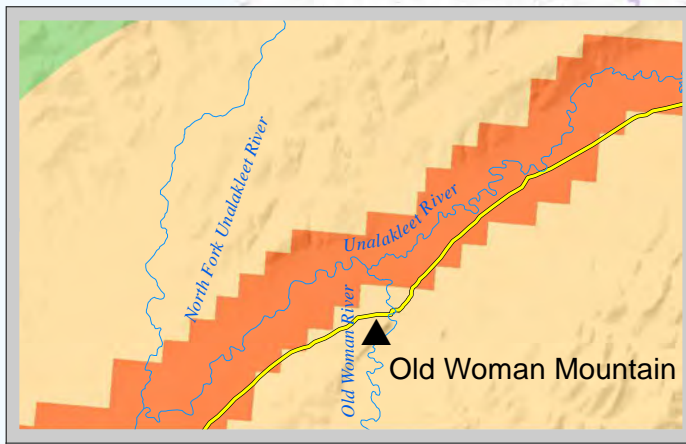 North Fork Unalakleet River
Unalakleet River
Old Woman River
Old Woman Mountain